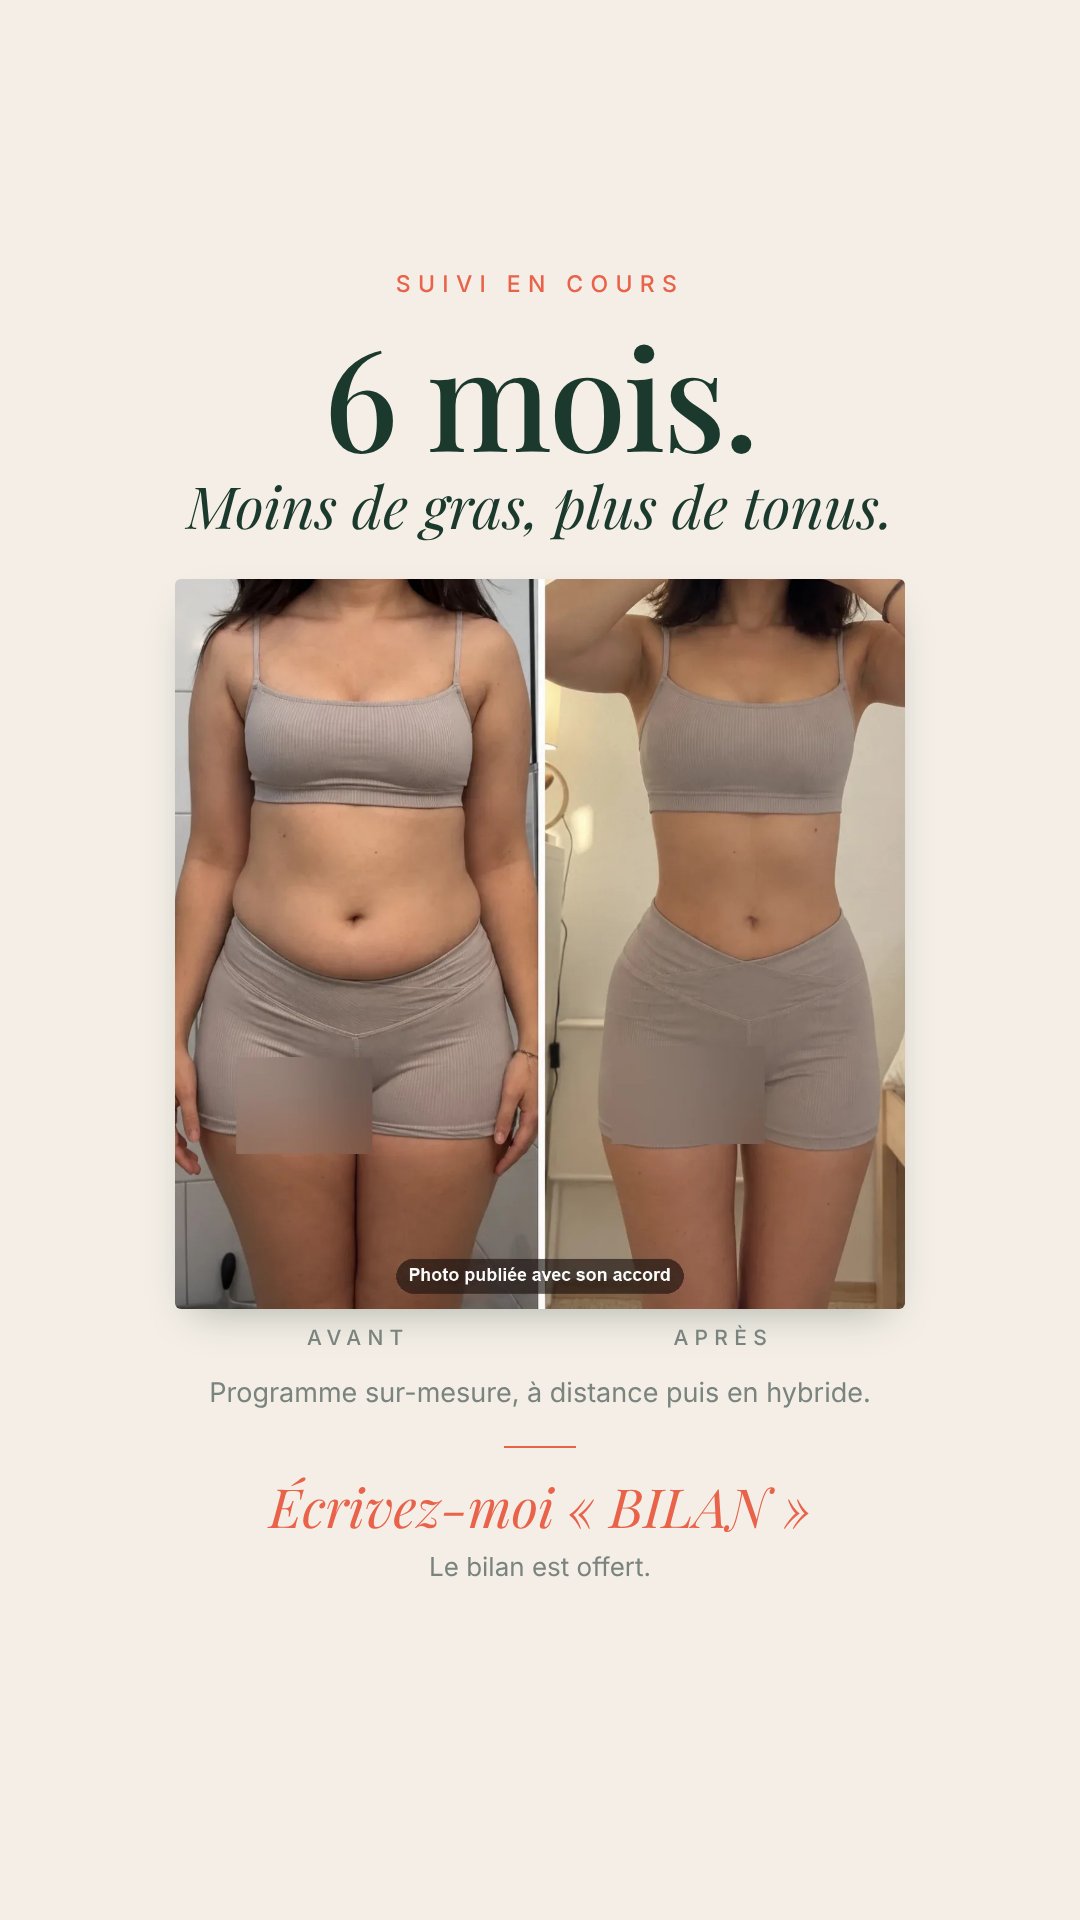 SUIVI EN COURS
6 mois.
Moins de gras, plus de tonus.
Photo publiée avec son accord
AVANT
APRÈS
Programme sur-mesure, à distance puis en hybride.
Écrivez-moi « BILAN »
Le bilan est offert.